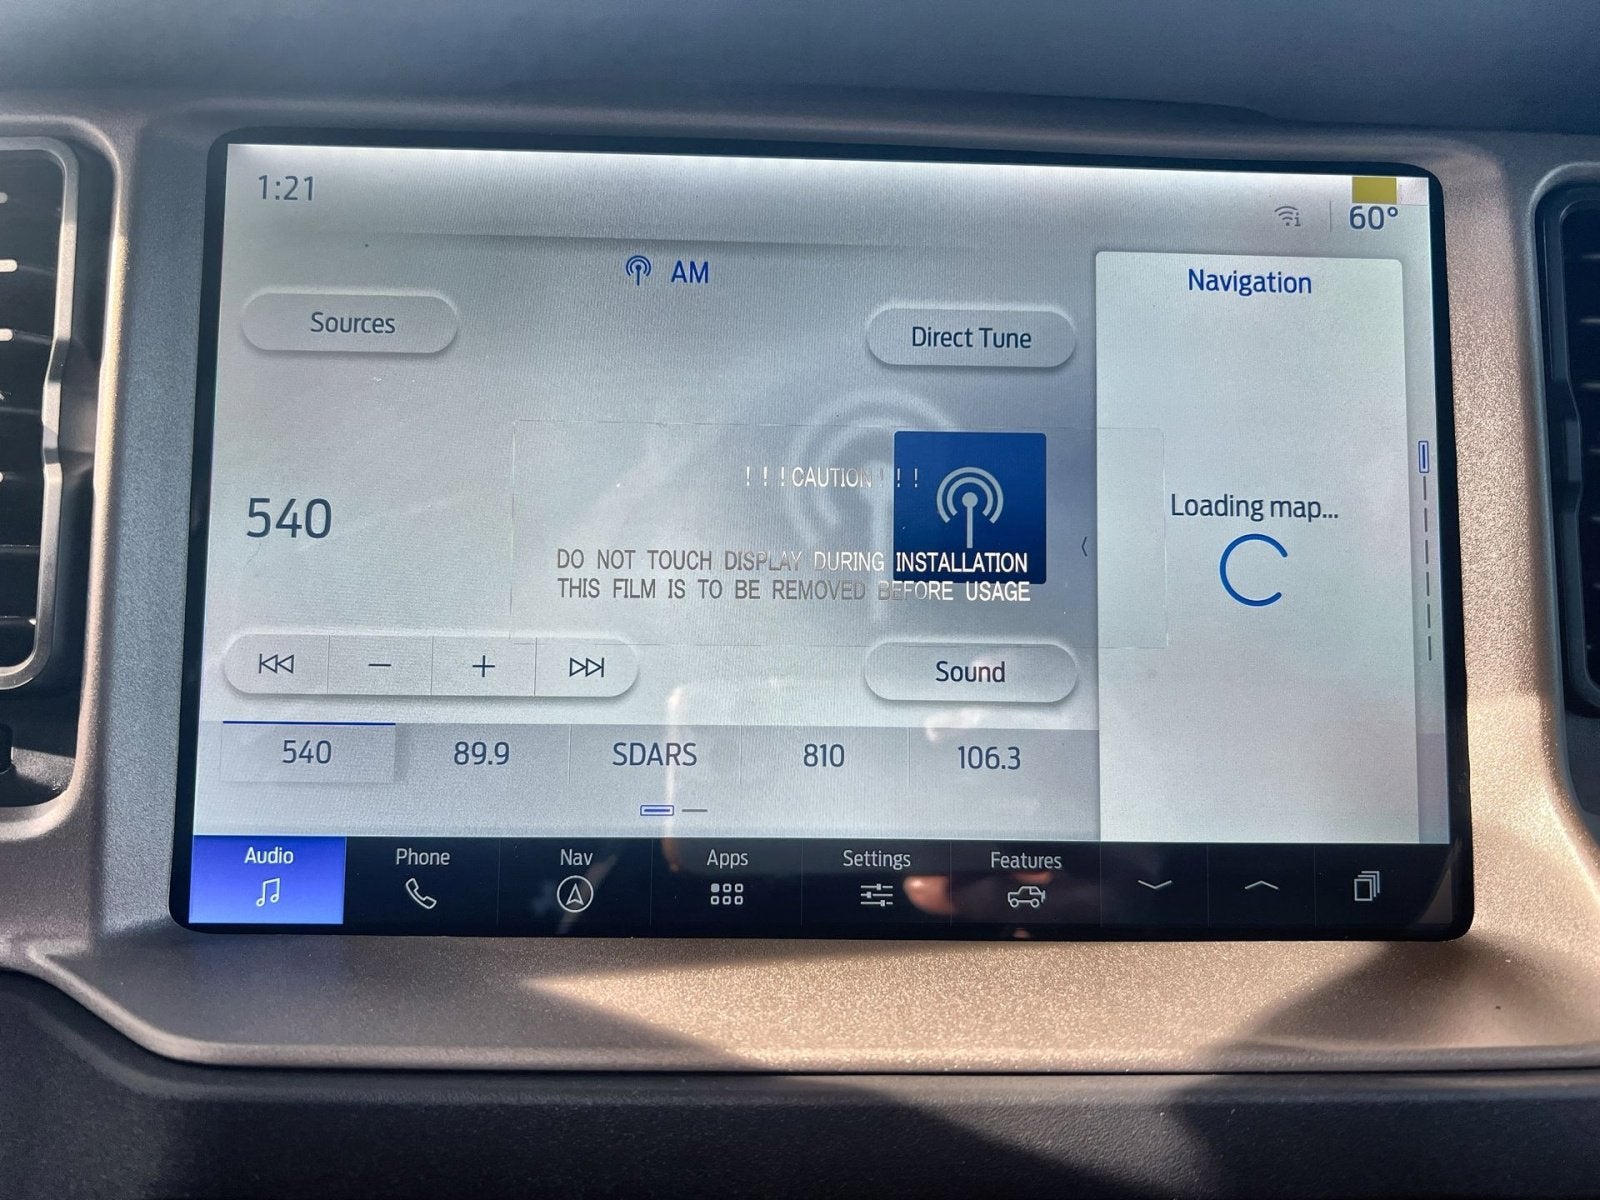 1:21
60°
AM
Navigation
Sources
Direct Tune
! ! ! CAUTION ! ! !
540
Loading map...
DO NOT TOUCH DISPLAY DURING INSTALLATION
THIS FILM IS TO BE REMOVED BEFORE USAGE
Sound
540 89.9 SDARS 810 106.3
Audio Phone Nav Apps Settings Features